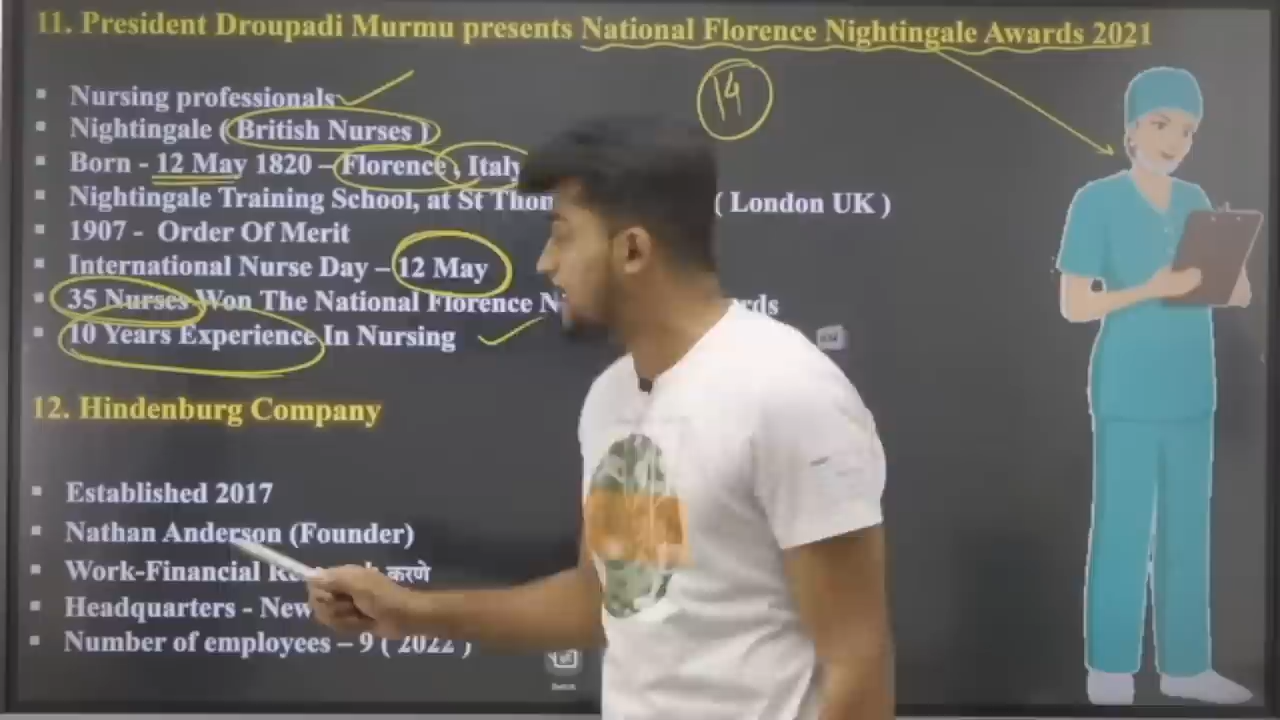 11. President Droupadi Murmu presents National Florence Nightingale Awards 2021
14
Nursing professionals
Nightingale ( British Nurses )
Born - 12 May 1820 – Florence , Italy
Nightingale Training School, at St ( London UK )
1907 - Order Of Merit
International Nurse Day – 12 May
35 Nurses Won The National Florence
10 Years Experience In Nursing
12. Hindenburg Company
Established 2017
Nathan Anderson (Founder)
Work-Financial करणे
Headquarters - New
Number of employees – 9 ( 2022 )